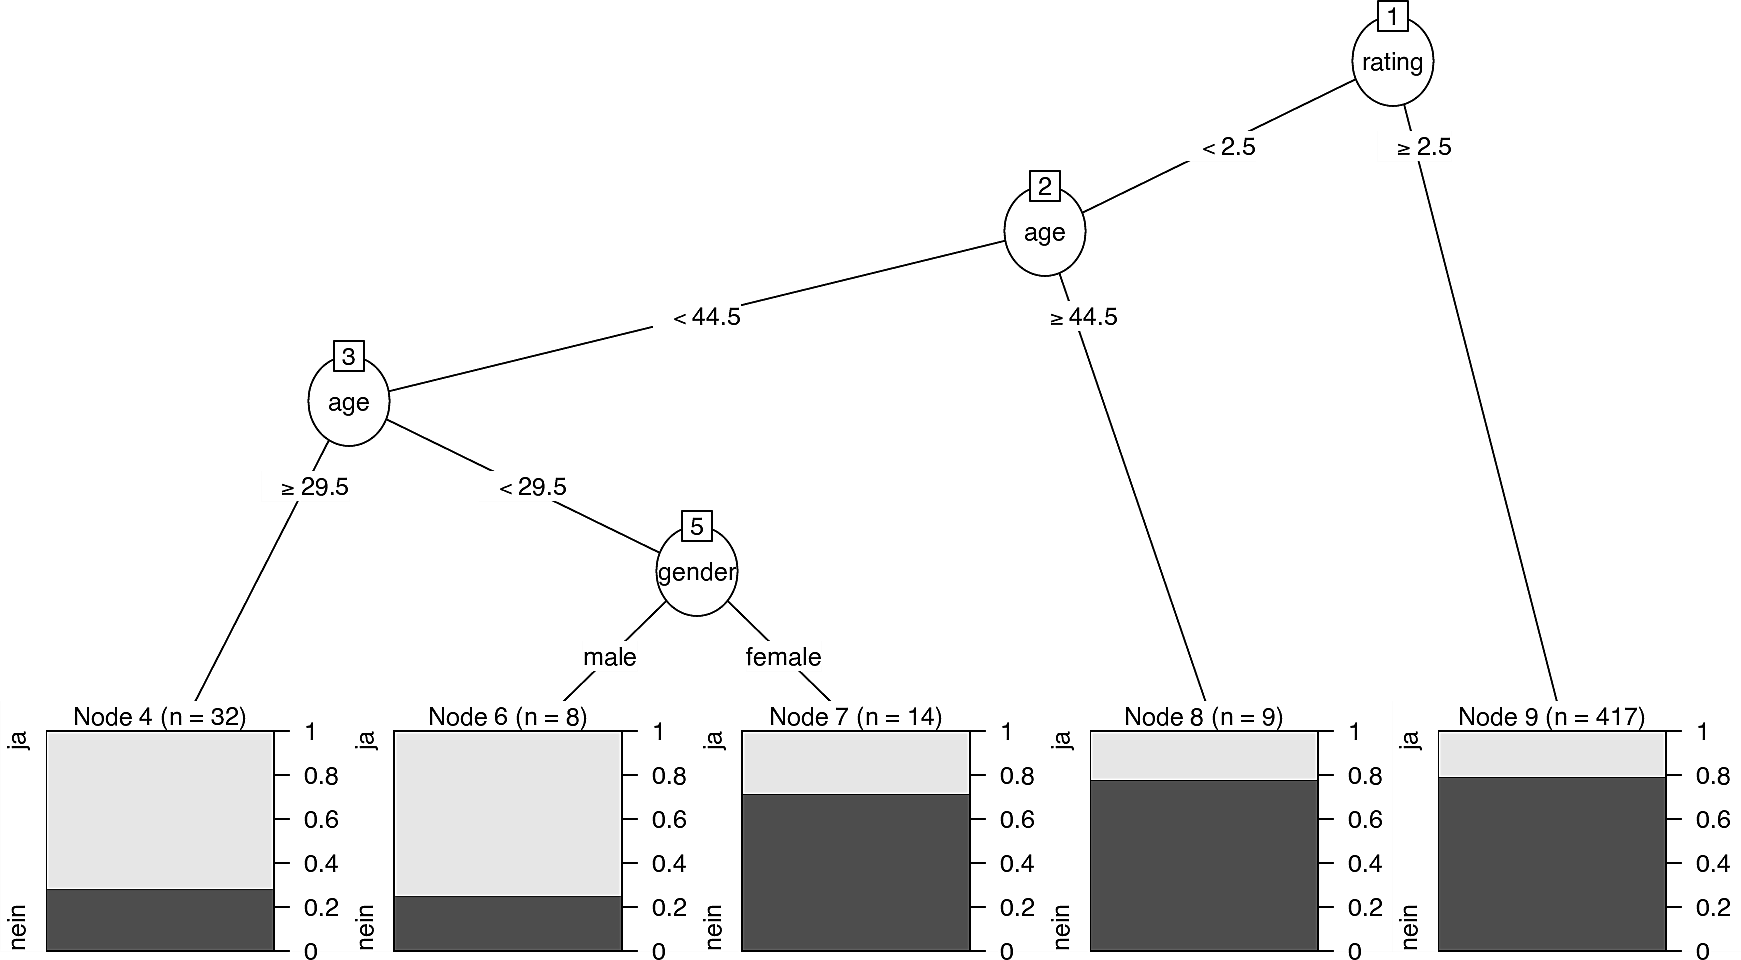 1
rating
< 2.5
≥ 2.5
2
age
< 44.5
≥ 44.5
3
age
≥ 29.5
< 29.5
5
gender
male
female
Node 4 (n = 32)
ja
nein
1
0.8
0.6
0.4
0.2
0
Node 6 (n = 8)
ja
nein
1
0.8
0.6
0.4
0.2
0
Node 7 (n = 14)
ja
nein
1
0.8
0.6
0.4
0.2
0
Node 8 (n = 9)
ja
nein
1
0.8
0.6
0.4
0.2
0
Node 9 (n = 417)
ja
nein
1
0.8
0.6
0.4
0.2
0